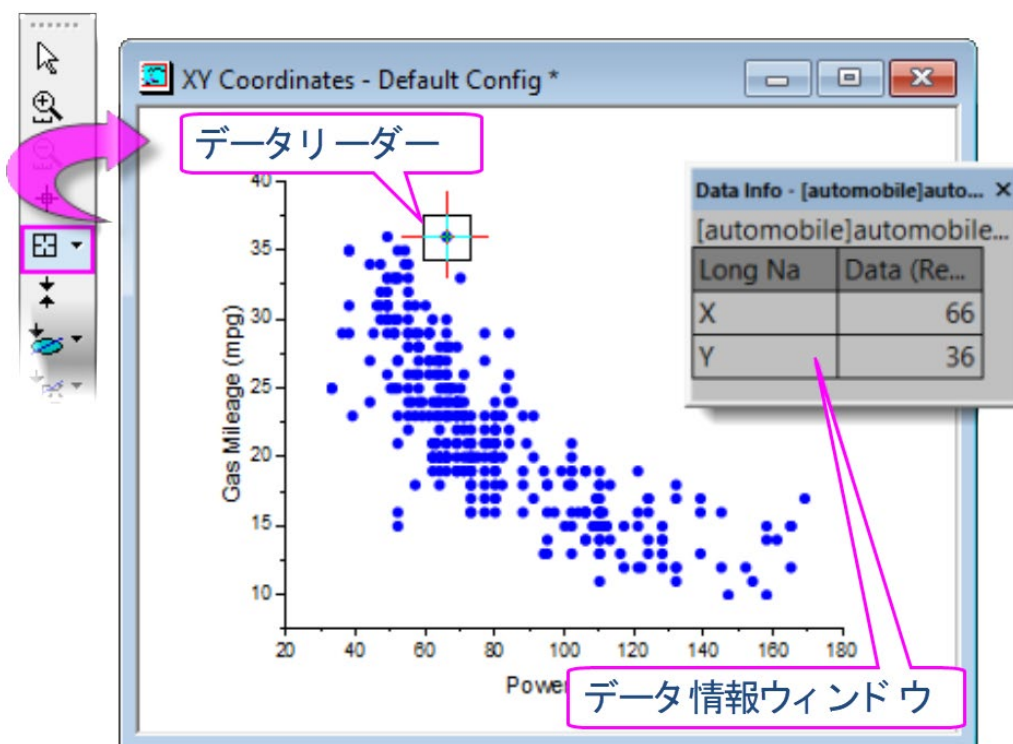 XY Coordinates - Default Config *
データリーダー
Data Info - [automobile]auto... ×
[automobile]automobile...
Long Na Data (Re...
X 66
Y 36
40
35
30
25
20
15
10
Gas Mileage (mpg)
20 40 60 80 100 120 140 160 180
Power
データ情報ウィンドウ